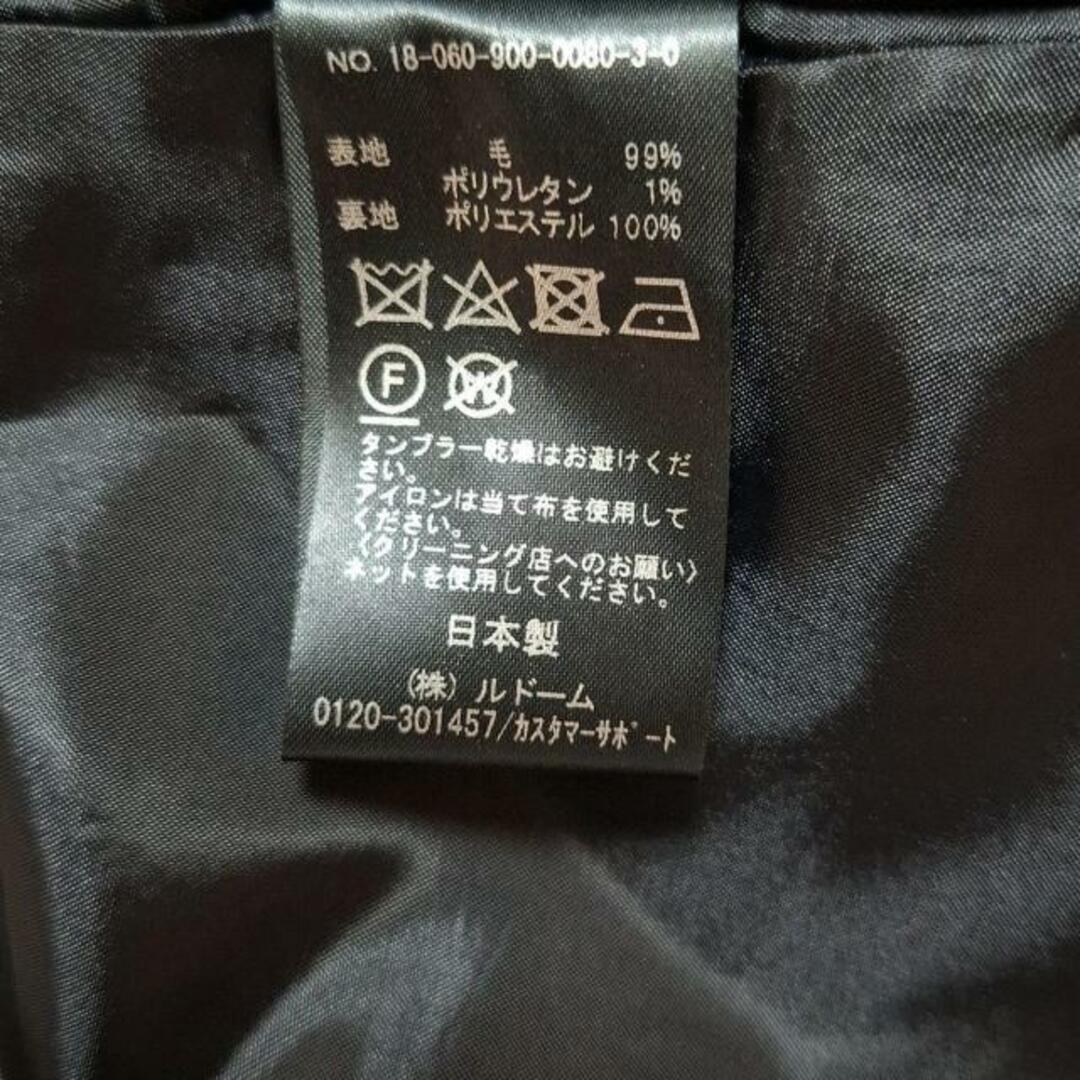 NO. 18-060-900-0080-3-0
表地 毛 99%
ポリウレタン 1%
裏地 ポリエステル 100%
F W
タンブラー乾燥はお避けくだ
さい。
アイロンは当て布を使用して
ください。
〈クリーニング店へのお願い〉
ネットを使用してください。
日本製
(株) ルドーム
0120-301457/カスタマーサポート